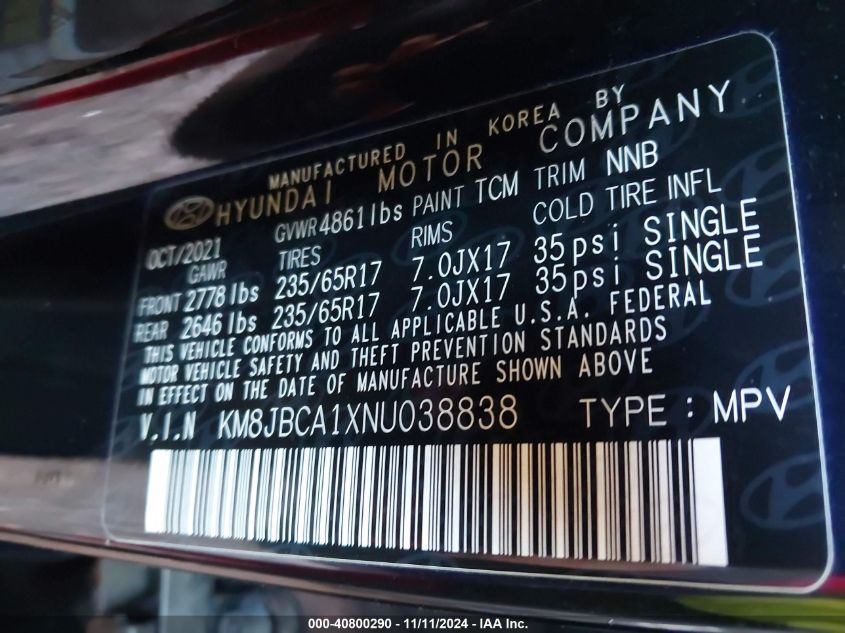 MANUFACTURED IN KOREA BY
HYUNDAI MOTOR COMPANY
OCT/2021 GVWR 4861 lbs PAINT TCM TRIM NNB
GAWR TIRES RIMS COLD TIRE INFL
FRONT 2778 lbs 235/65R17 7.0JX17 35psi SINGLE
REAR 2646 lbs 235/65R17 7.0JX17 35psi SINGLE
THIS VEHICLE CONFORMS TO ALL APPLICABLE U.S.A. FEDERAL
MOTOR VEHICLE SAFETY AND THEFT PREVENTION STANDARDS
IN EFFECT ON THE DATE OF MANUFACTURE SHOWN ABOVE
V.I.N KM8JBCA1XNU038838 TYPE : MPV
000-40800290 - 11/11/2024 - IAA Inc.